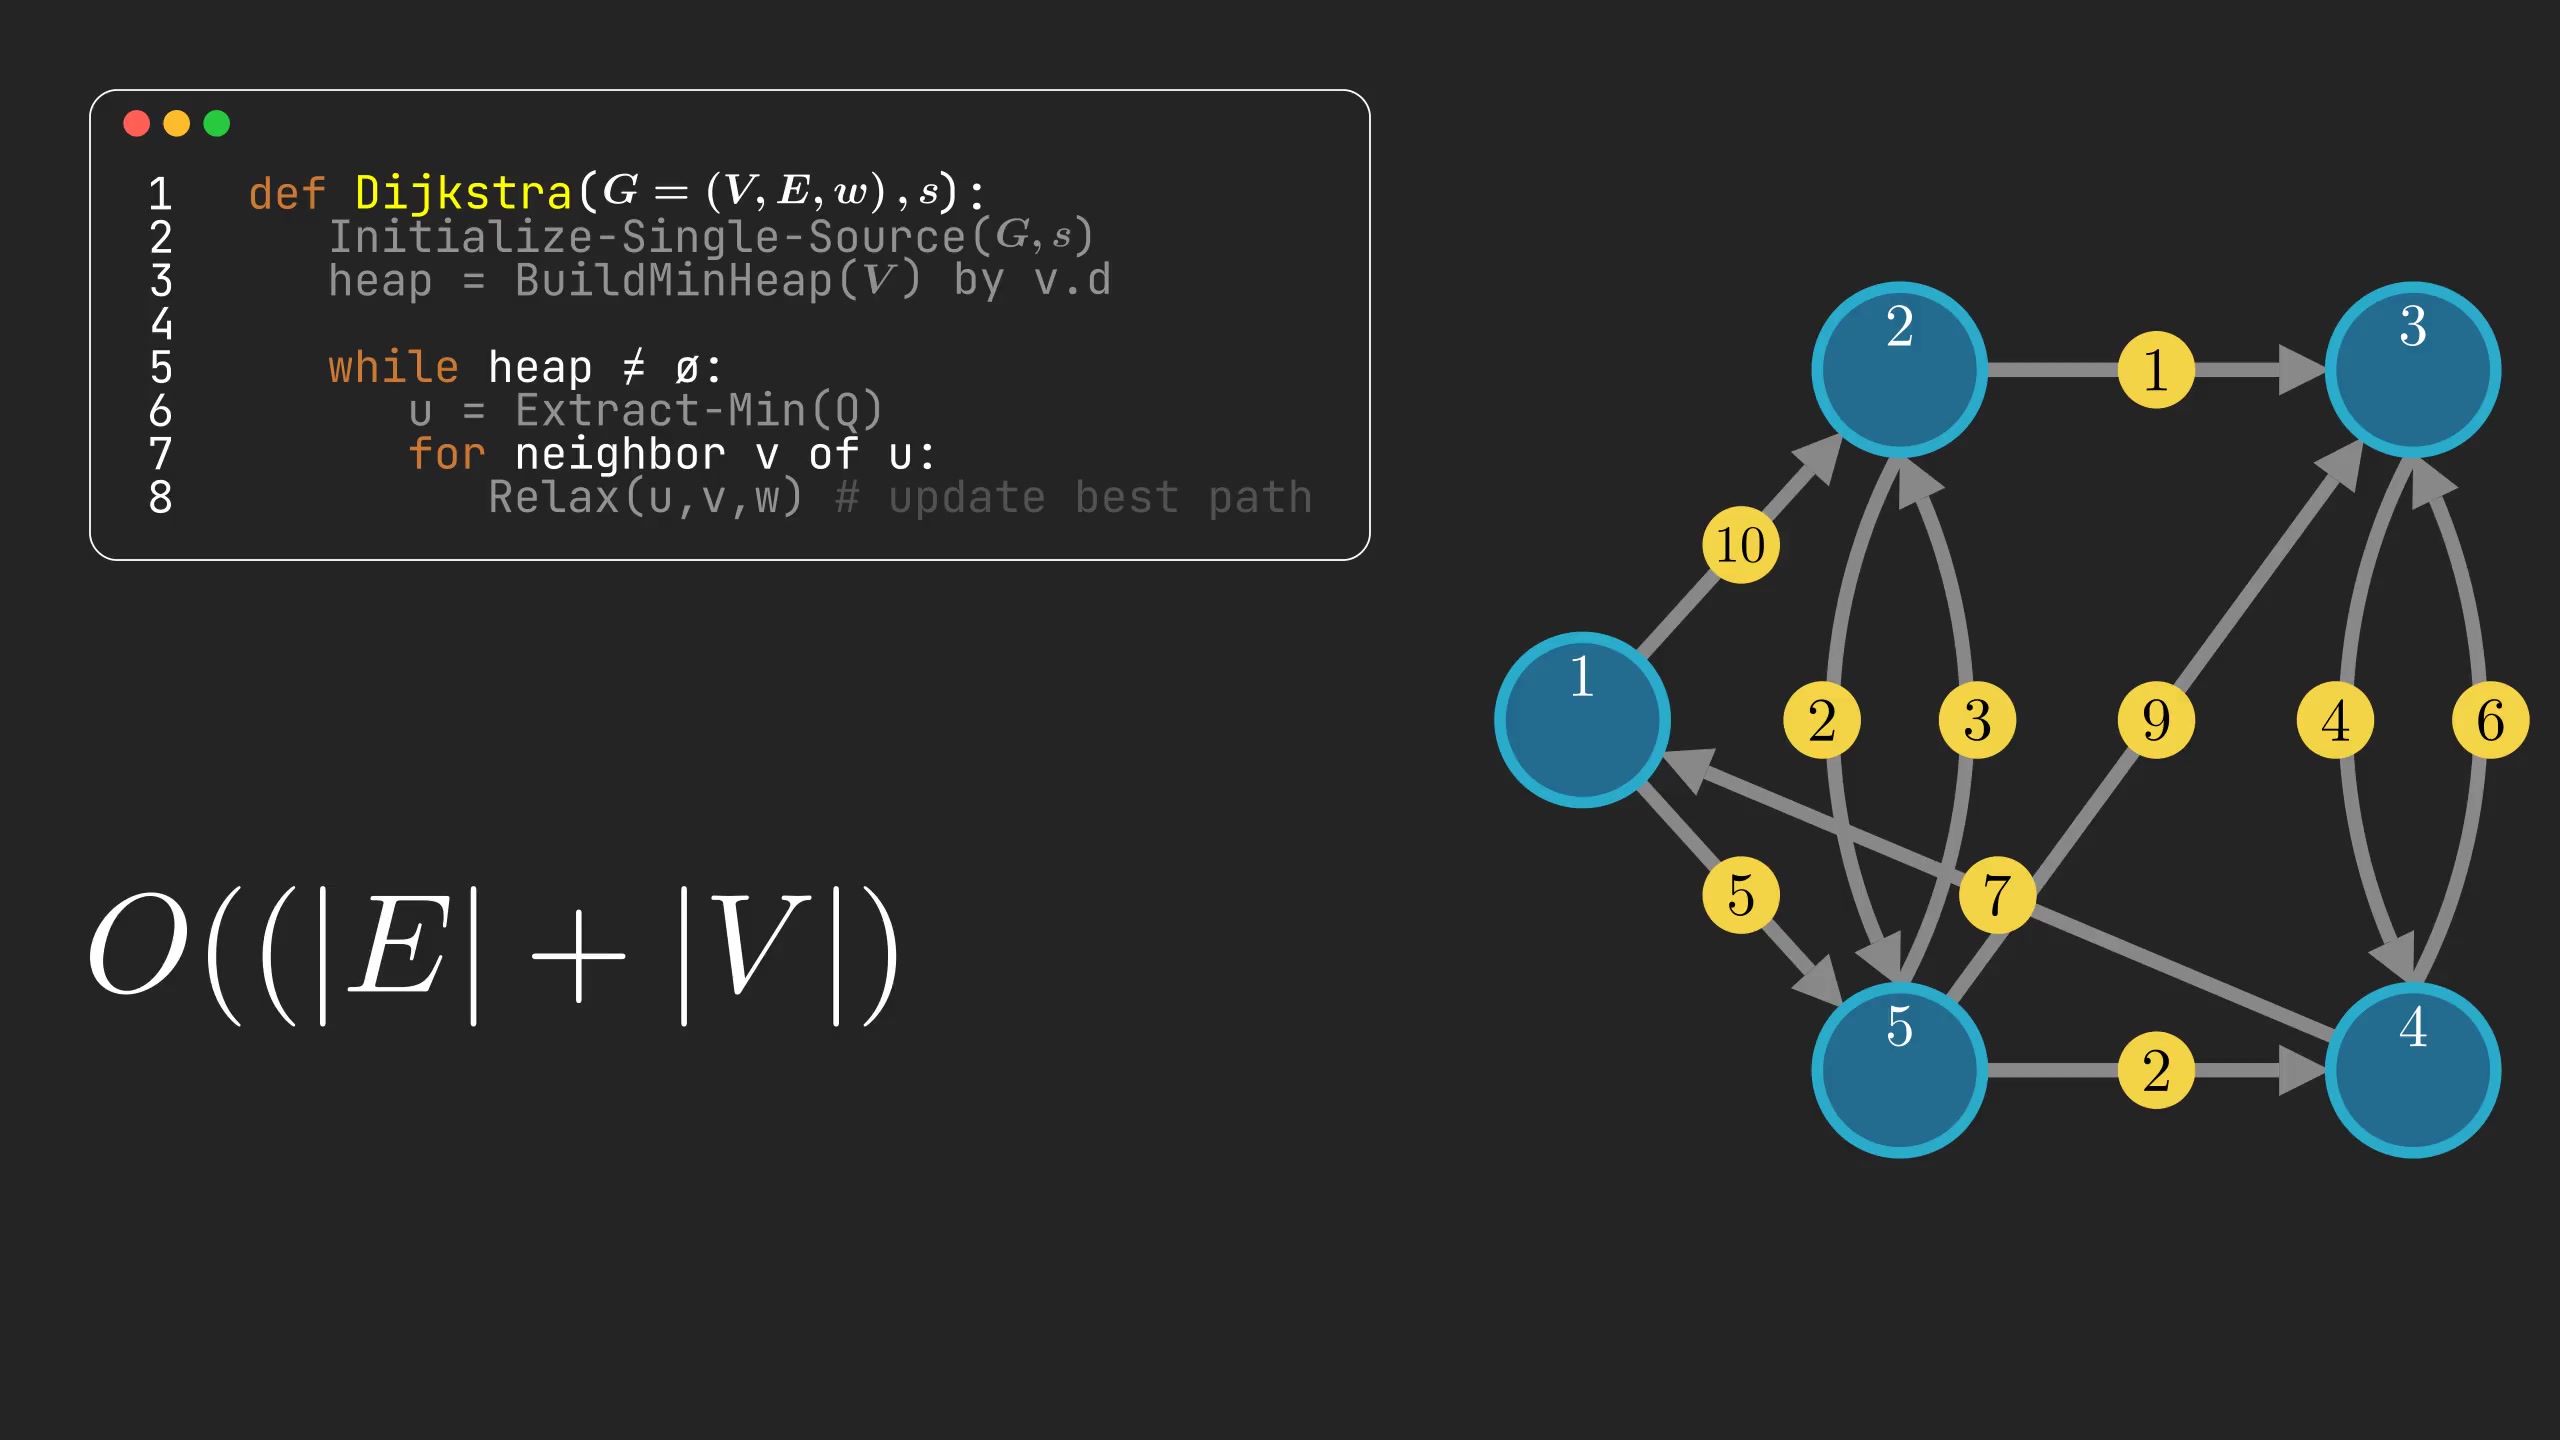 1 def Dijkstra(G = (V, E, w), s):
2 Initialize-Single-Source(G, s)
3 heap = BuildMinHeap(V) by v.d
4
5 while heap ≠ ø:
6 u = Extract-Min(Q)
7 for neighbor v of u:
8 Relax(u,v,w) # update best path
O((|E| + |V|)
2
3
1
10
1
2
3
9
4
6
5
7
5
4
2